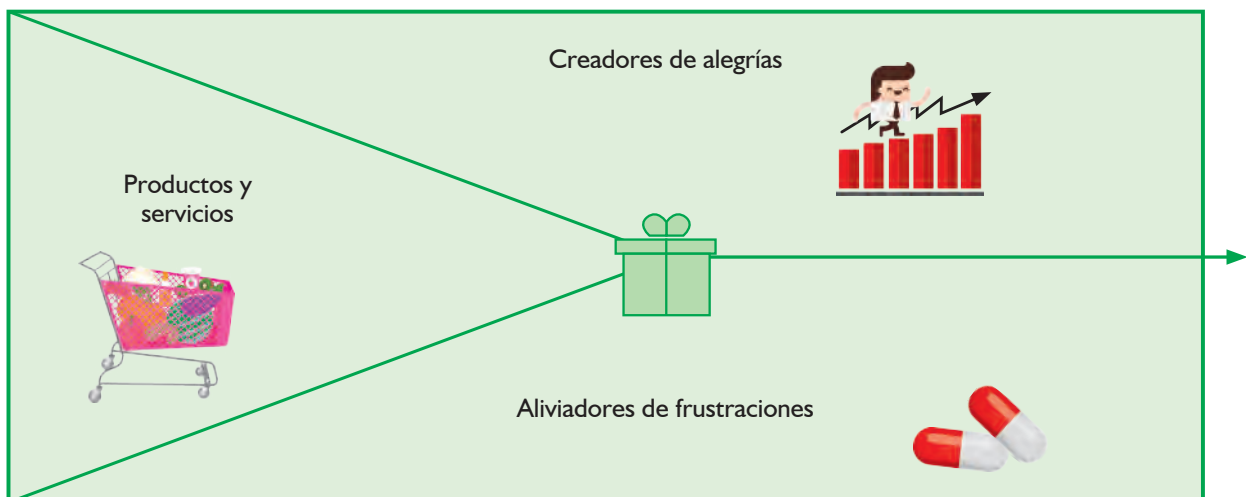 Creadores de alegrías
Productos y
servicios
Aliviadores de frustraciones